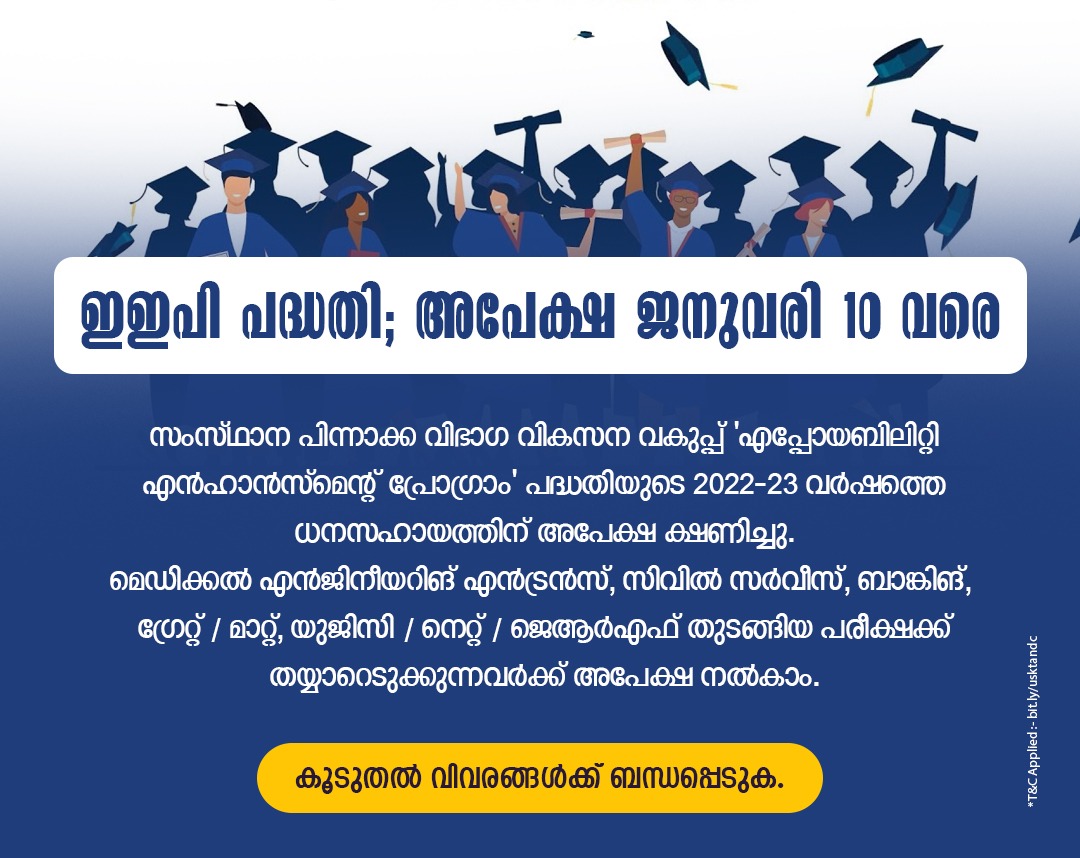 ഇഇപി പദ്ധതി; അപേക്ഷ ജനുവരി 10 വരെ
സംസ്ഥാന പിന്നാക്ക വിഭാഗ വികസന വകുപ്പ് 'എപ്പോയബിലിറ്റി
എൻഹാൻസ്മെന്റ് പ്രോഗ്രാം' പദ്ധതിയുടെ 2022-23 വർഷത്തെ
ധനസഹായത്തിന് അപേക്ഷ ക്ഷണിച്ചു.
മെഡിക്കൽ എൻജിനീയറിങ് എൻട്രൻസ്, സിവിൽ സർവീസ്, ബാങ്കിങ്,
ഗ്രേറ്റ് / മാറ്റ്, യുജിസി / നെറ്റ് / ജെആർഎഫ് തുടങ്ങിയ പരീക്ഷക്ക്
തയ്യാറെടുക്കുന്നവർക്ക് അപേക്ഷ നൽകാം.
കൂടുതൽ വിവരങ്ങൾക്ക് ബന്ധപ്പെടുക.
*T&C Applied :- bit.ly/usktandc